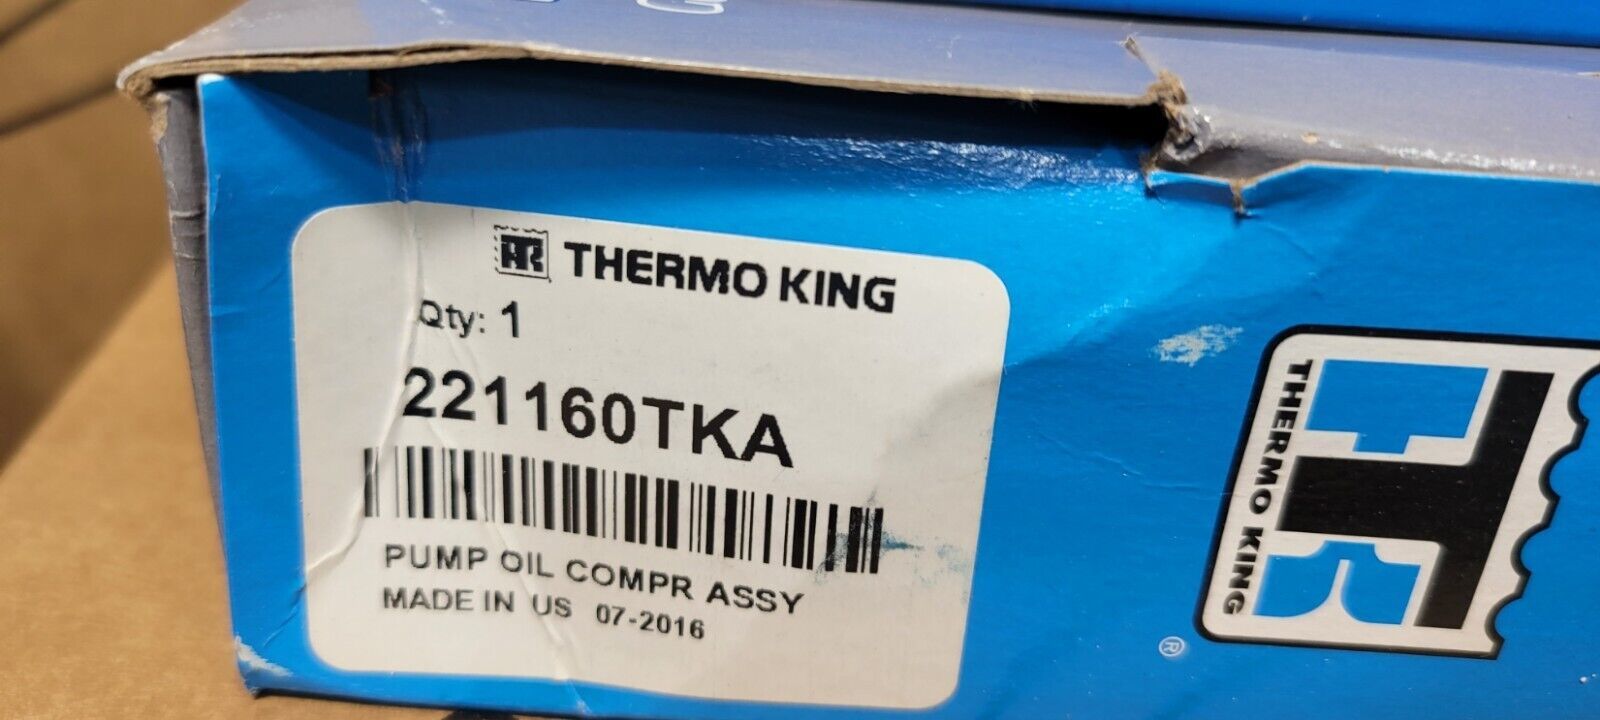 THERMO KING
Qty: 1
221160TKA
PUMP OIL COMPR ASSY
MADE IN US 07-2016
THERMO KING
®